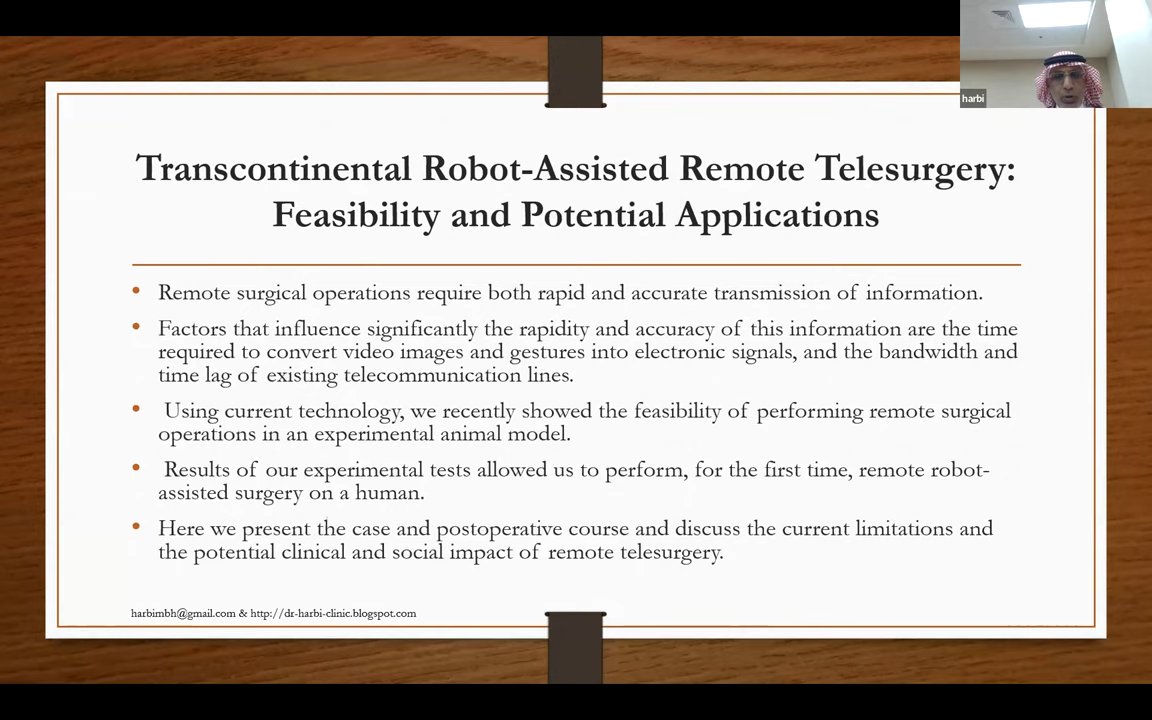 harbi
Transcontinental Robot-Assisted Remote Telesurgery:
Feasibility and Potential Applications
• Remote surgical operations require both rapid and accurate transmission of information.
• Factors that influence significantly the rapidity and accuracy of this information are the time
required to convert video images and gestures into electronic signals, and the bandwidth and
time lag of existing telecommunication lines.
• Using current technology, we recently showed the feasibility of performing remote surgical
operations in an experimental animal model.
• Results of our experimental tests allowed us to perform, for the first time, remote robot-
assisted surgery on a human.
• Here we present the case and postoperative course and discuss the current limitations and
the potential clinical and social impact of remote telesurgery.
harbimbh@gmail.com & http://dr-harbi-clinic.blogspot.com